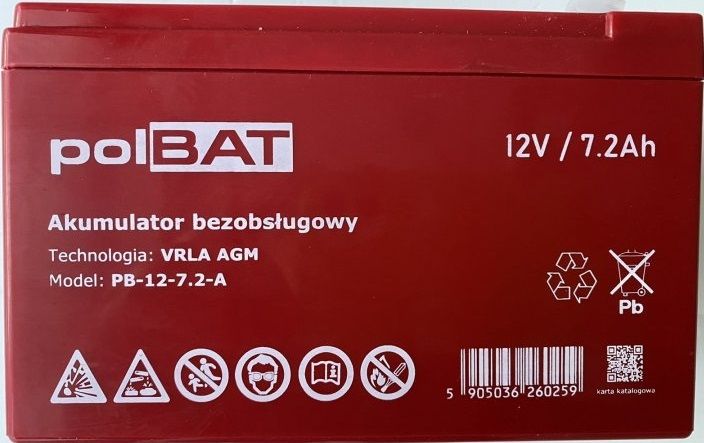 polBAT
12V / 7.2Ah
Akumulator bezobsługowy
Technologia: VRLA AGM
Model: PB-12-7.2-A
Pb
5 905036 260259
karta katalogowa